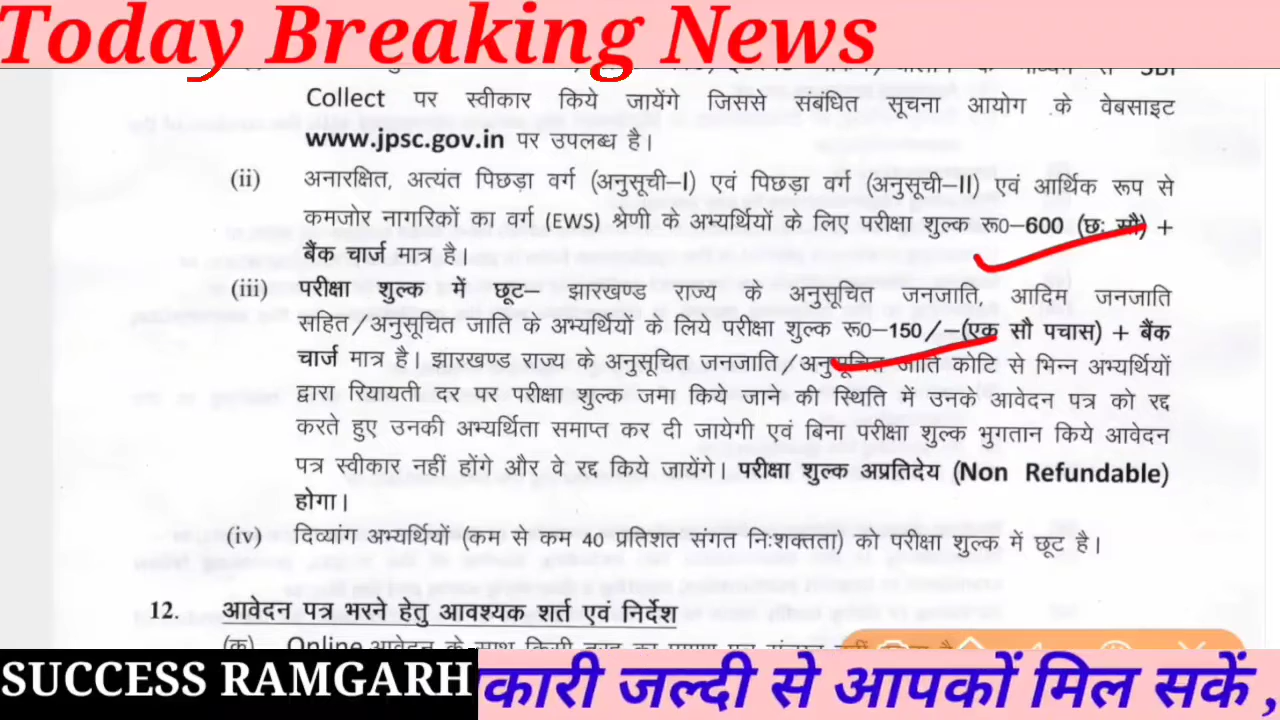 Today Breaking News
Collect पर स्वीकार किये जायेंगे जिससे संबंधित सूचना आयोग के वेबसाइट
www.jpsc.gov.in पर उपलब्ध है।
(ii) अनारक्षित, अत्यंत पिछड़ा वर्ग (अनुसूची–I) एवं पिछड़ा वर्ग (अनुसूची–II) एवं आर्थिक रूप से
कमजोर नागरिकों का वर्ग (EWS) श्रेणी के अभ्यर्थियों के लिए परीक्षा शुल्क रू0–600 (छः सौ) +
बैंक चार्ज मात्र है।
(iii) परीक्षा शुल्क में छूट– झारखण्ड राज्य के अनुसूचित जनजाति, आदिम जनजाति
सहित/अनुसूचित जाति के अभ्यर्थियों के लिये परीक्षा शुल्क रू0–150/–(एक सौ पचास) + बैंक
चार्ज मात्र है। झारखण्ड राज्य के अनुसूचित जनजाति/अनुसूचित जाति कोटि से भिन्न अभ्यर्थियों
द्वारा रियायती दर पर परीक्षा शुल्क जमा किये जाने की स्थिति में उनके आवेदन पत्र को रद्द
करते हुए उनकी अभ्यर्थिता समाप्त कर दी जायेगी एवं बिना परीक्षा शुल्क भुगतान किये आवेदन
पत्र स्वीकार नहीं होंगे और वे रद्द किये जायेंगे। परीक्षा शुल्क अप्रतिदेय (Non Refundable)
होगा।
(iv) दिव्यांग अभ्यर्थियों (कम से कम 40 प्रतिशत संगत निःशक्तता) को परीक्षा शुल्क में छूट है।
12. आवेदन पत्र भरने हेतु आवश्यक शर्त एवं निर्देश
(क) Online आवेदन के साथ किसी तरह का
SUCCESS RAMGARH
कारी जल्दी से आपकों मिल सकें ,